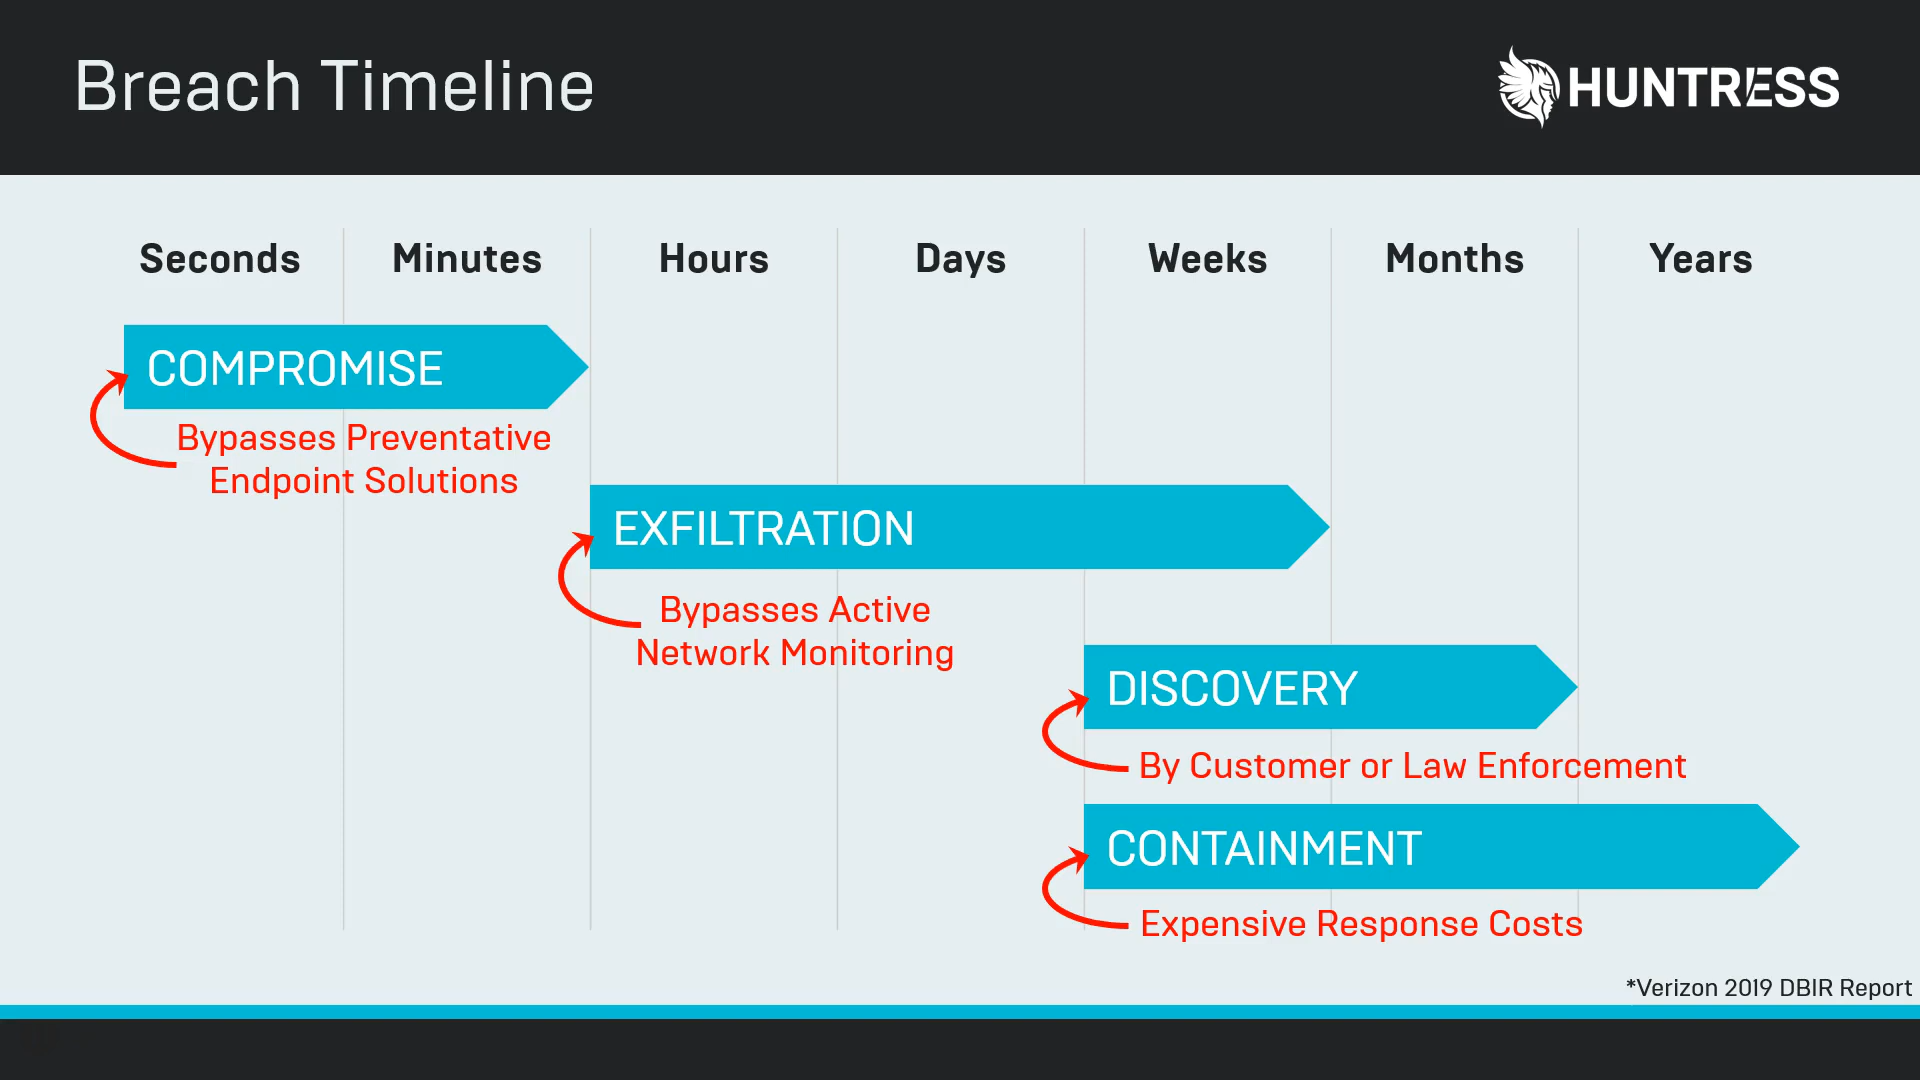 Breach Timeline
HUNTRESS
Seconds Minutes Hours Days Weeks Months Years
COMPROMISE
Bypasses Preventative
Endpoint Solutions
EXFILTRATION
Bypasses Active
Network Monitoring
DISCOVERY
By Customer or Law Enforcement
CONTAINMENT
Expensive Response Costs
*Verizon 2019 DBIR Report